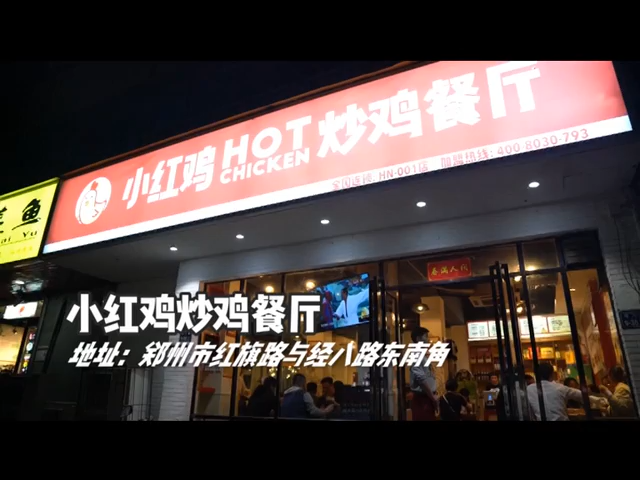 小红鸡 HOT CHICKEN 炒鸡餐厅
全国连锁: HN-001店 加盟热线: 400 8030-793
鱼
Yu
小红鸡炒鸡餐厅
地址：郑州市红旗路与经八路东南角